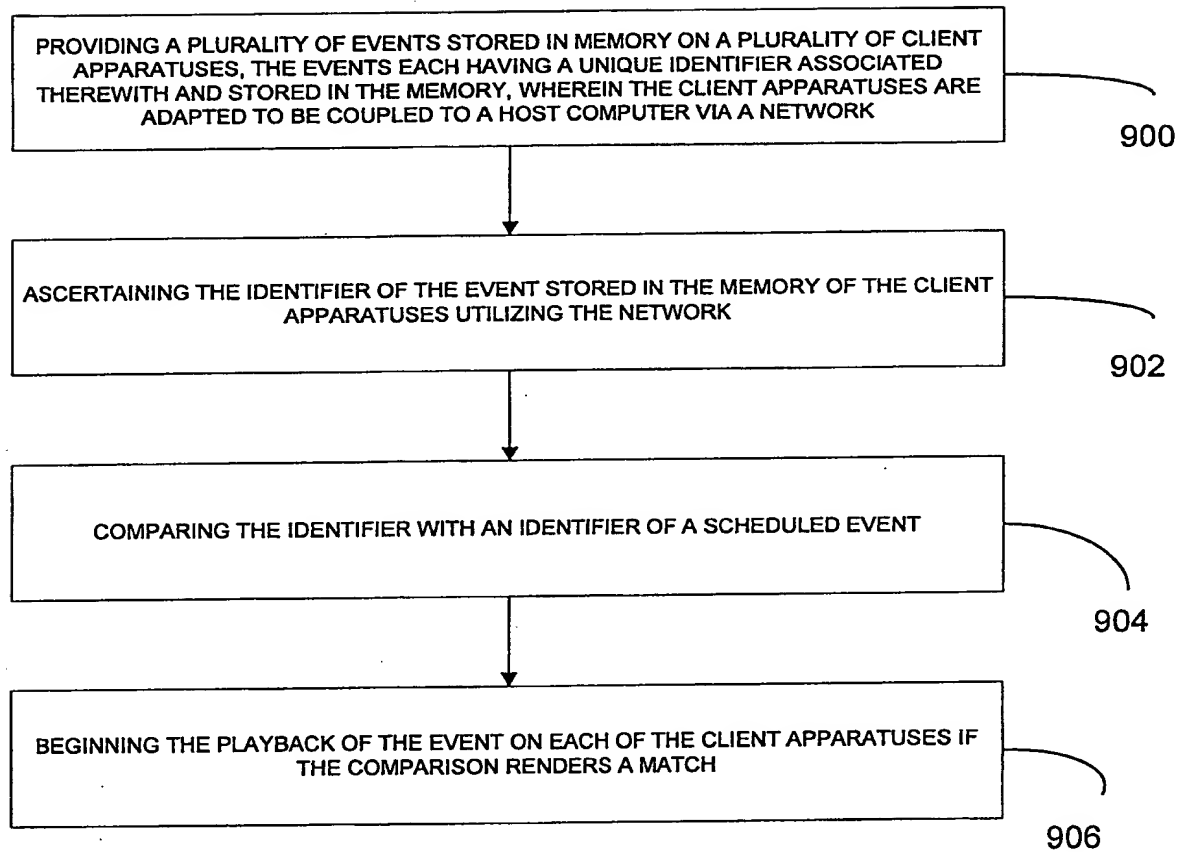 PROVIDING A PLURALITY OF EVENTS STORED IN MEMORY ON A PLURALITY OF CLIENT
APPARATUSES, THE EVENTS EACH HAVING A UNIQUE IDENTIFIER ASSOCIATED
THEREWITH AND STORED IN THE MEMORY, WHEREIN THE CLIENT APPARATUSES ARE
ADAPTED TO BE COUPLED TO A HOST COMPUTER VIA A NETWORK
900
ASCERTAINING THE IDENTIFIER OF THE EVENT STORED IN THE MEMORY OF THE CLIENT
APPARATUSES UTILIZING THE NETWORK
902
COMPARING THE IDENTIFIER WITH AN IDENTIFIER OF A SCHEDULED EVENT
904
BEGINNING THE PLAYBACK OF THE EVENT ON EACH OF THE CLIENT APPARATUSES IF
THE COMPARISON RENDERS A MATCH
906